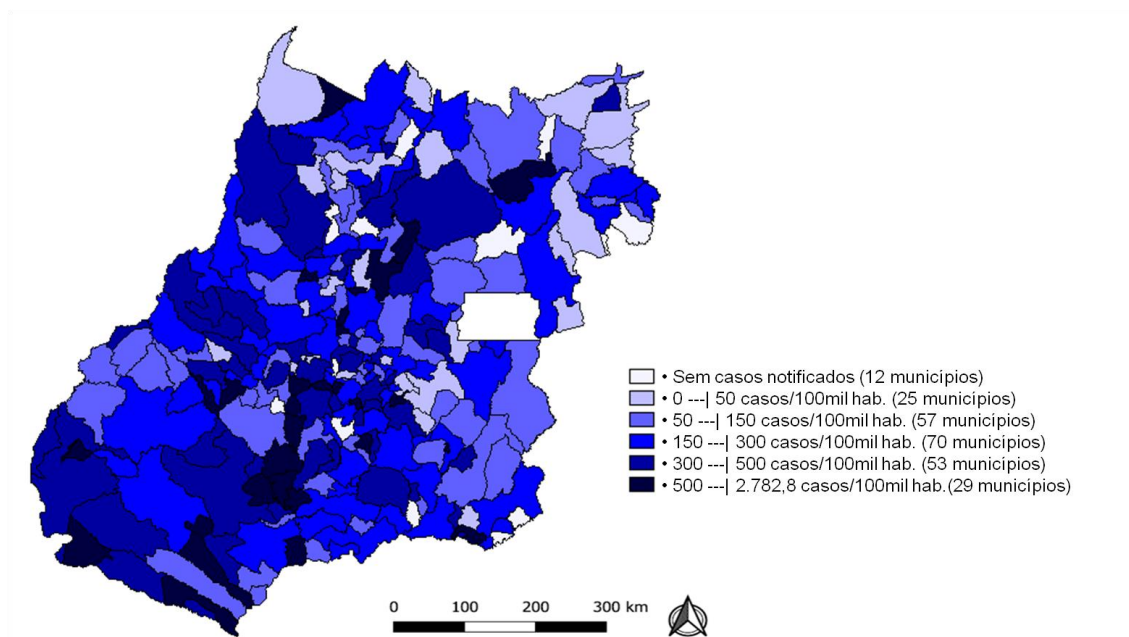 • Sem casos notificados (12 municípios)
• 0 ---| 50 casos/100mil hab. (25 municípios)
• 50 ---| 150 casos/100mil hab. (57 municípios)
• 150 ---| 300 casos/100mil hab. (70 municípios)
• 300 ---| 500 casos/100mil hab. (53 municípios)
• 500 ---| 2.782,8 casos/100mil hab.(29 municípios)
0 100 200 300 km